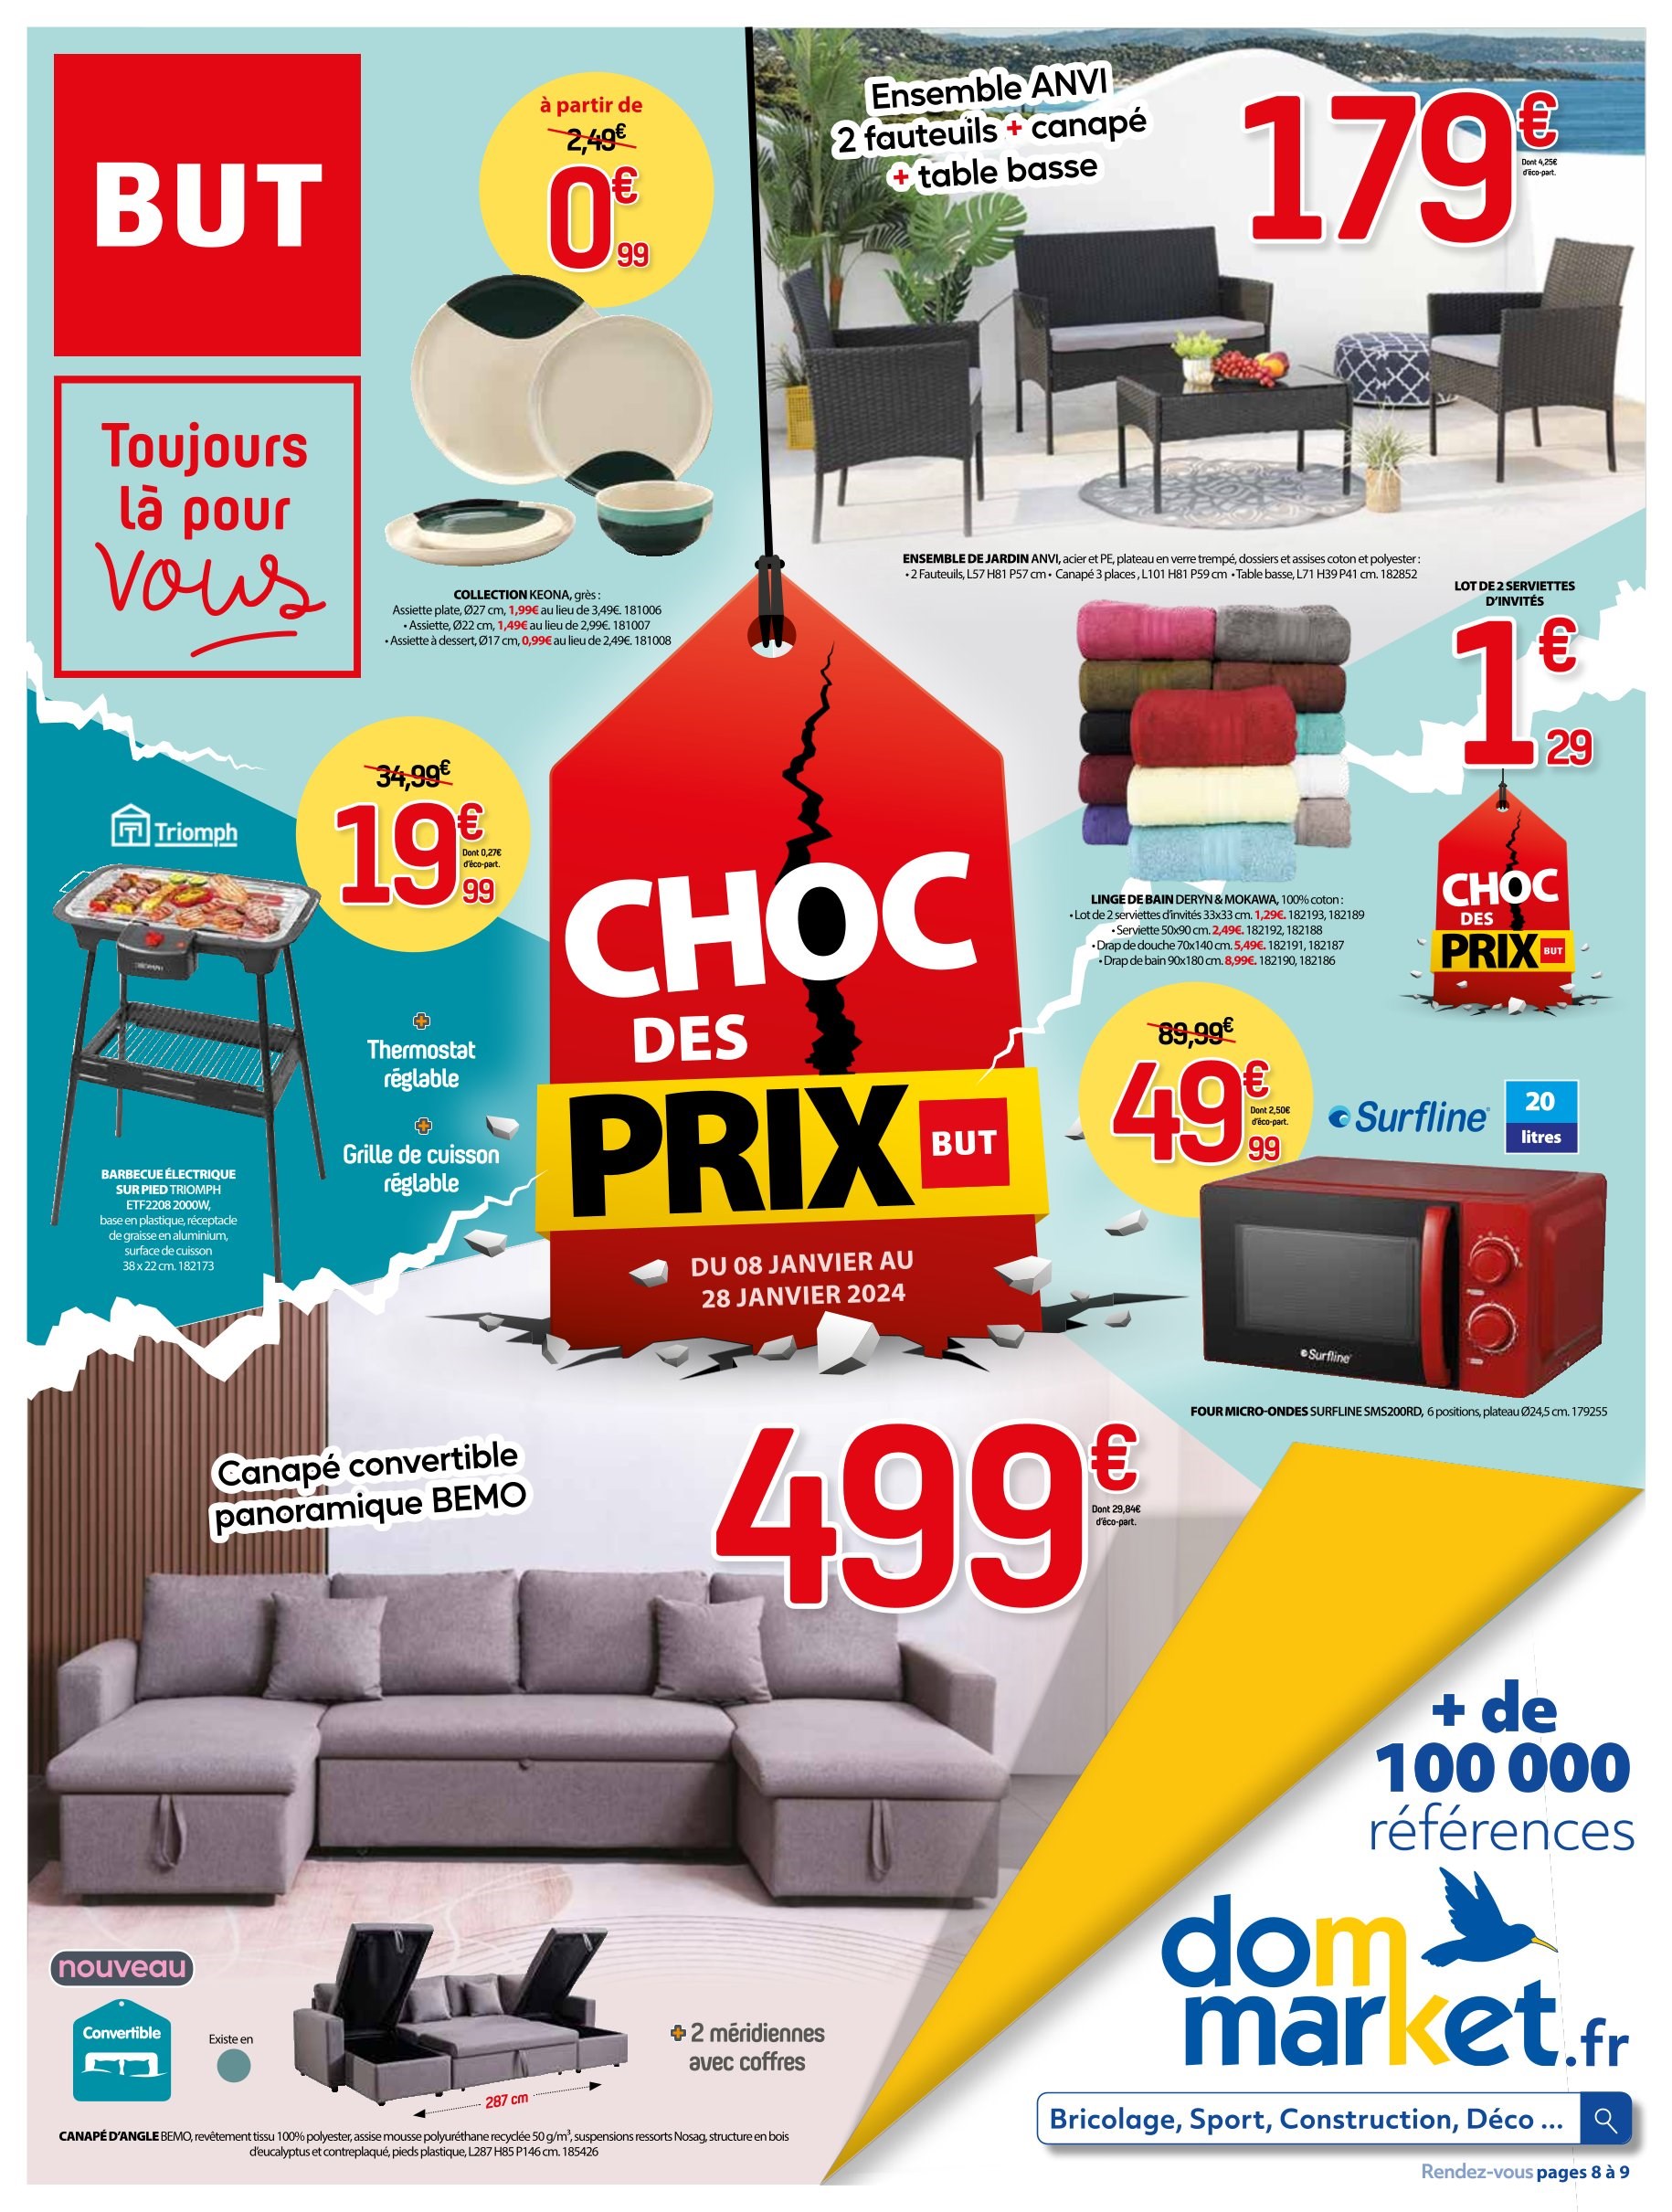 BUT
Toujours
là pour
Vous
à partir de
2,49€
0€99
COLLECTION KEONA, grès :
Assiette plate, Ø27 cm, 1,99€ au lieu de 3,49€. 181006
• Assiette, Ø22 cm, 1,49€ au lieu de 2,99€. 181007
• Assiette à dessert, Ø17 cm, 0,99€ au lieu de 2,49€. 181008
Ensemble ANVI
2 fauteuils + canapé
+ table basse
179€
Dont 4,25€
d'éco-part.
ENSEMBLE DE JARDIN ANVI, acier et PE, plateau en verre trempé, dossiers et assises coton et polyester :
• 2 Fauteuils, L57 H81 P57 cm • Canapé 3 places, L101 H81 P59 cm • Table basse, L71 H39 P41 cm. 182852
LOT DE 2 SERVIETTES
D'INVITÉS
1€29
LINGE DE BAIN DERYN & MOKAWA, 100% coton :
• Lot de 2 serviettes d'invités 33x33 cm. 1,29€. 182193, 182189
• Serviette 50x90 cm. 2,49€. 182192, 182188
• Drap de douche 70x140 cm. 5,49€. 182191, 182187
• Drap de bain 90x180 cm. 8,99€. 182190, 182186
CHOC
DES
PRIX BUT
34,99€
19€99
Dont 0,27€
d'éco-part.
Triomph
TRIOMPH
+
Thermostat
réglable
+
Grille de cuisson
réglable
BARBECUE ÉLECTRIQUE
SUR PIED TRIOMPH
ETF2208 2000W,
base en plastique, réceptacle
de graisse en aluminium,
surface de cuisson
38 x 22 cm. 182173
CHOC
DES
PRIX BUT
DU 08 JANVIER AU
28 JANVIER 2024
89,99€
49€99
Dont 2,50€
d'éco-part.
Surfline
20
litres
Surfline
FOUR MICRO-ONDES SURFLINE SMS200RD, 6 positions, plateau Ø24,5 cm. 179255
Canapé convertible
panoramique BEMO
499€
Dont 29,84€
d'éco-part.
nouveau
Convertible
Existe en
287 cm
+ 2 méridiennes
avec coffres
CANAPÉ D'ANGLE BEMO, revêtement tissu 100% polyester, assise mousse polyuréthane recyclée 50 g/m³, suspensions ressorts Nosag, structure en bois
d'eucalyptus et contreplaqué, pieds plastique, L287 H85 P146 cm. 185426
+ de
100 000
références
dom
market.fr
Bricolage, Sport, Construction, Déco ...
Rendez-vous pages 8 à 9